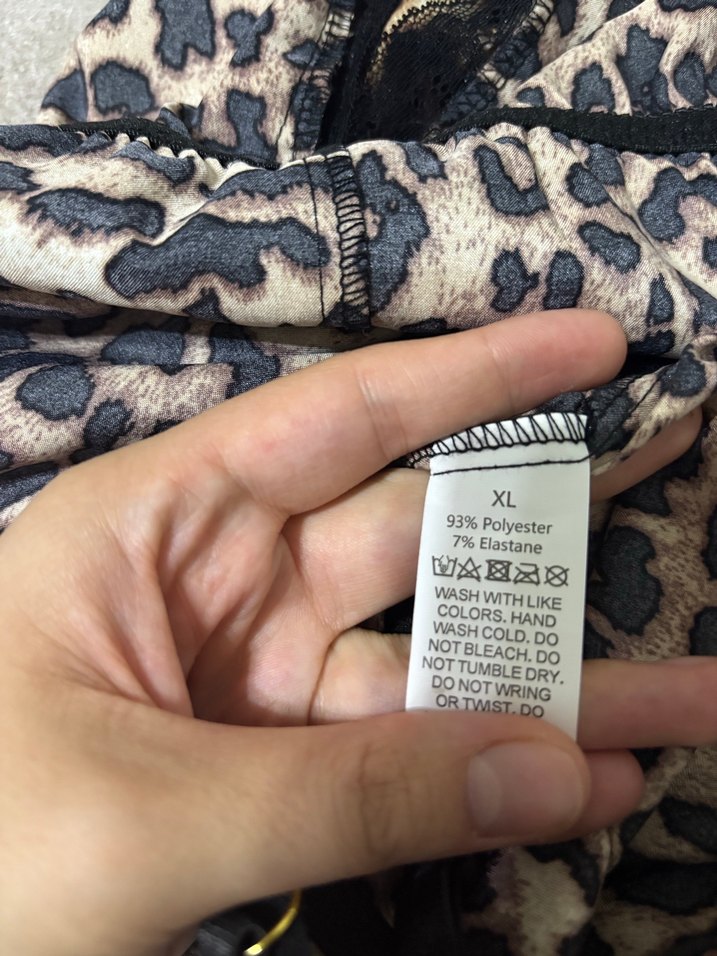 XL
93% Polyester
7% Elastane
WASH WITH LIKE
COLORS. HAND
WASH COLD. DO
NOT BLEACH. DO
NOT TUMBLE DRY.
DO NOT WRING
OR TWIST. DO